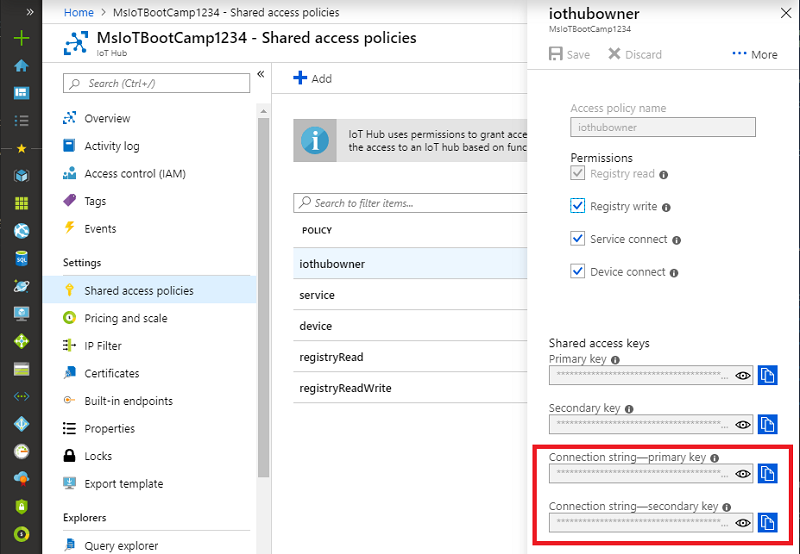 »
Home > MsIoTBootCamp1234 - Shared access policies
MsIoTBootCamp1234 - Shared access policies
IoT Hub
Search (Ctrl+/)
«
Overview
Activity log
Access control (IAM)
Tags
Events
Settings
Shared access policies
Pricing and scale
IP Filter
Certificates
Built-in endpoints
Properties
Locks
Export template
Explorers
Query explorer
SQL
Add
IoT Hub uses permissions to grant acce
the access to an iot hub based on func
Search to filter items...
POLICY
iothubowner
service
device
registryRead
registryReadWrite
iothubowner
MsIoTBootCamp1234
Save Discard ... More
Access policy name
iothubowner
Permissions
Registry read
Registry write
Service connect
Device connect
Shared access keys
Primary key
**************************************...
Secondary key
**************************************...
Connection string—primary key
**************************************...
Connection string—secondary key
**************************************...